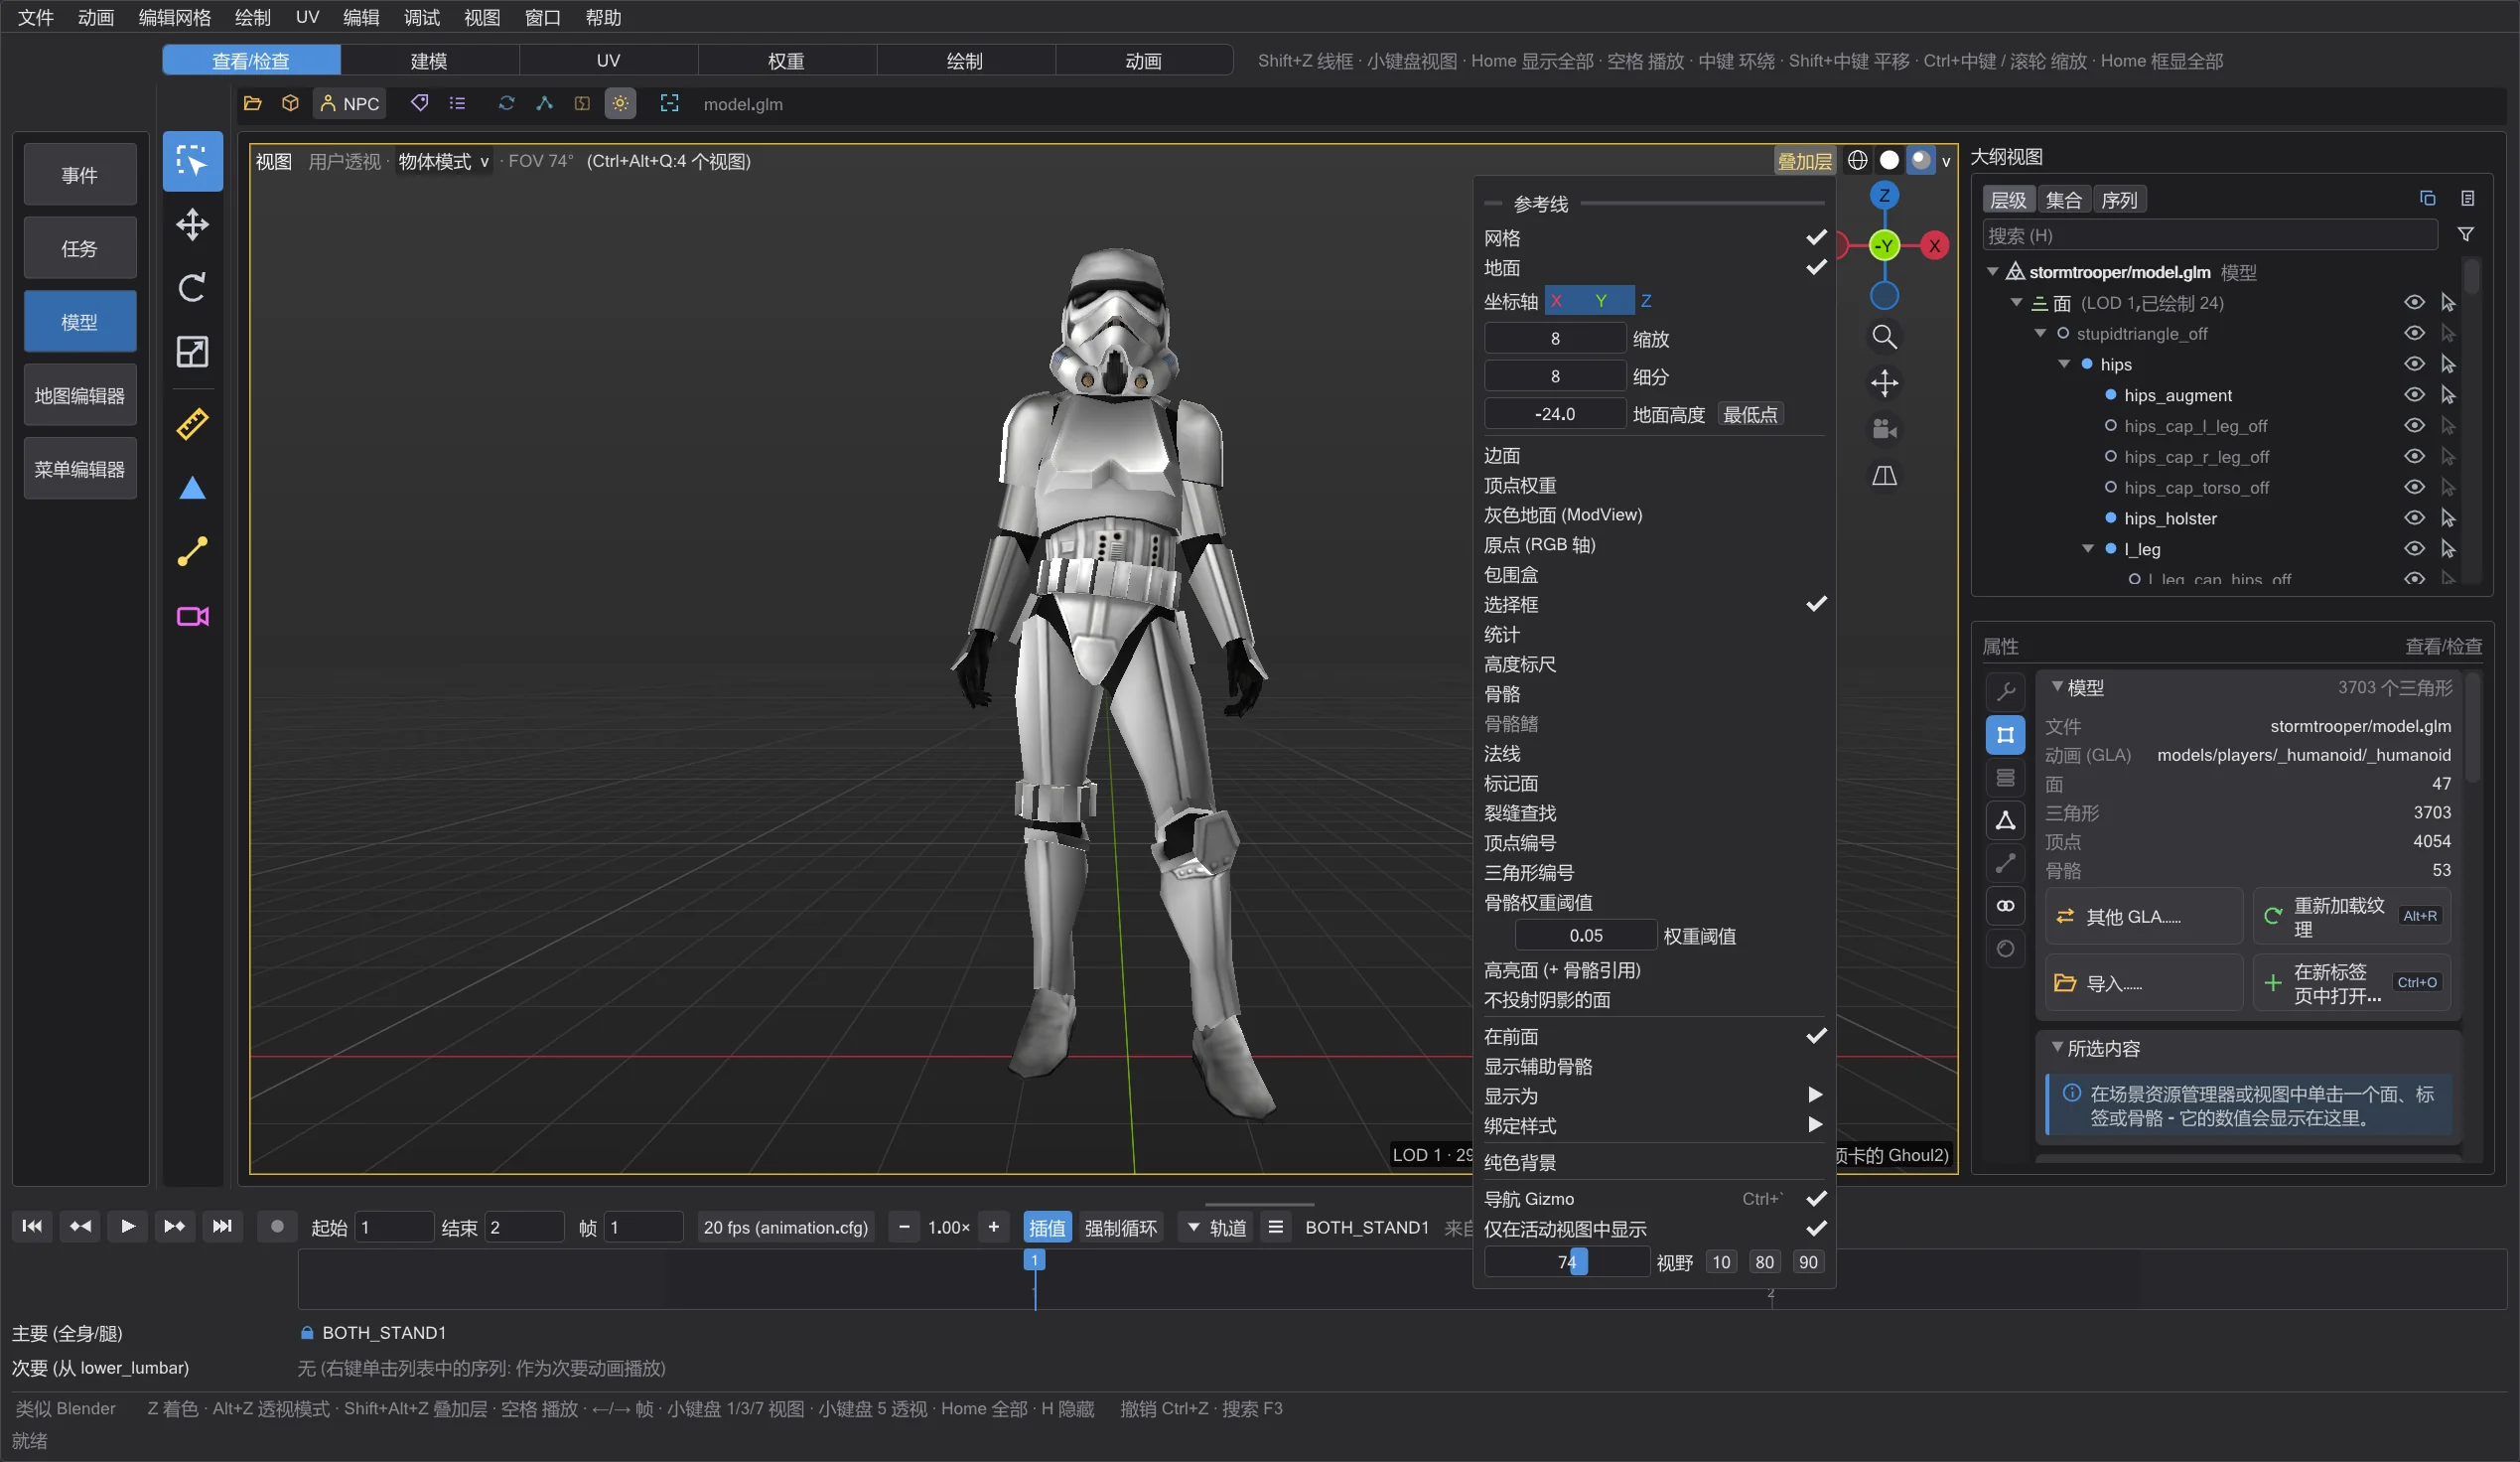 文件 动画 编辑网格 绘制 UV 编辑 调试 视图 窗口 帮助
查看/检查 建模 UV 权重 绘制 动画 Shift+Z 线框 · 小键盘视图 · Home 显示全部 · 空格 播放 · 中键 环绕 · Shift+中键 平移 · Ctrl+中键 / 滚轮 缩放 · Home 框显全部
NPC model.glm
事件
任务
模型
地图编辑器
菜单编辑器
视图 用户透视 · 物体模式 v · FOV 74° (Ctrl+Alt+Q:4 个视图)
叠加层 v
Z
-Y
X
参考线
网格
地面
坐标轴 X Y Z
8 缩放
8 细分
-24.0 地面高度 最低点
边面
顶点权重
灰色地面 (ModView)
原点 (RGB 轴)
包围盒
选择框
统计
高度标尺
骨骼
骨骼鳍
法线
标记面
裂缝查找
顶点编号
三角形编号
骨骼权重阈值
0.05 权重阈值
高亮面 (+ 骨骼引用)
不投射阴影的面
在前面
显示辅助骨骼
显示为
绑定样式
纯色背景
导航 Gizmo Ctrl+`
仅在活动视图中显示
74 视野 10 80 90
LOD 1 · 29
卡的 Ghoul2)
大纲视图
层级 集合 序列
搜索 (H)
stormtrooper/model.glm 模型
面 (LOD 1,已绘制 24)
stupidtriangle_off
hips
hips_augment
hips_cap_l_leg_off
hips_cap_r_leg_off
hips_cap_torso_off
hips_holster
l_leg
l_leg_cap_hips_off
属性 查看/检查
模型 3703 个三角形
文件 stormtrooper/model.glm
动画 (GLA) models/players/_humanoid/_humanoid
面 47
三角形 3703
顶点 4054
骨骼 53
其他 GLA......
重新加载纹理 Alt+R
导入......
在新标签页中打开... Ctrl+O
所选内容
在场景资源管理器或视图中单击一个面、标
签或骨骼 - 它的数值会显示在这里。
起始 1 结束 2 帧 1 20 fps (animation.cfg) − 1.00× + 插值 强制循环 轨道 BOTH_STAND1 来自
1
2
主要 (全身/腿) BOTH_STAND1
次要 (从 lower_lumbar) 无 (右键单击列表中的序列: 作为次要动画播放)
类似 Blender Z 着色 · Alt+Z 透视模式 · Shift+Alt+Z 叠加层 · 空格 播放 · ←/→ 帧 · 小键盘 1/3/7 视图 · 小键盘 5 透视 · Home 全部 · H 隐藏 撤销 Ctrl+Z · 搜索 F3
就绪